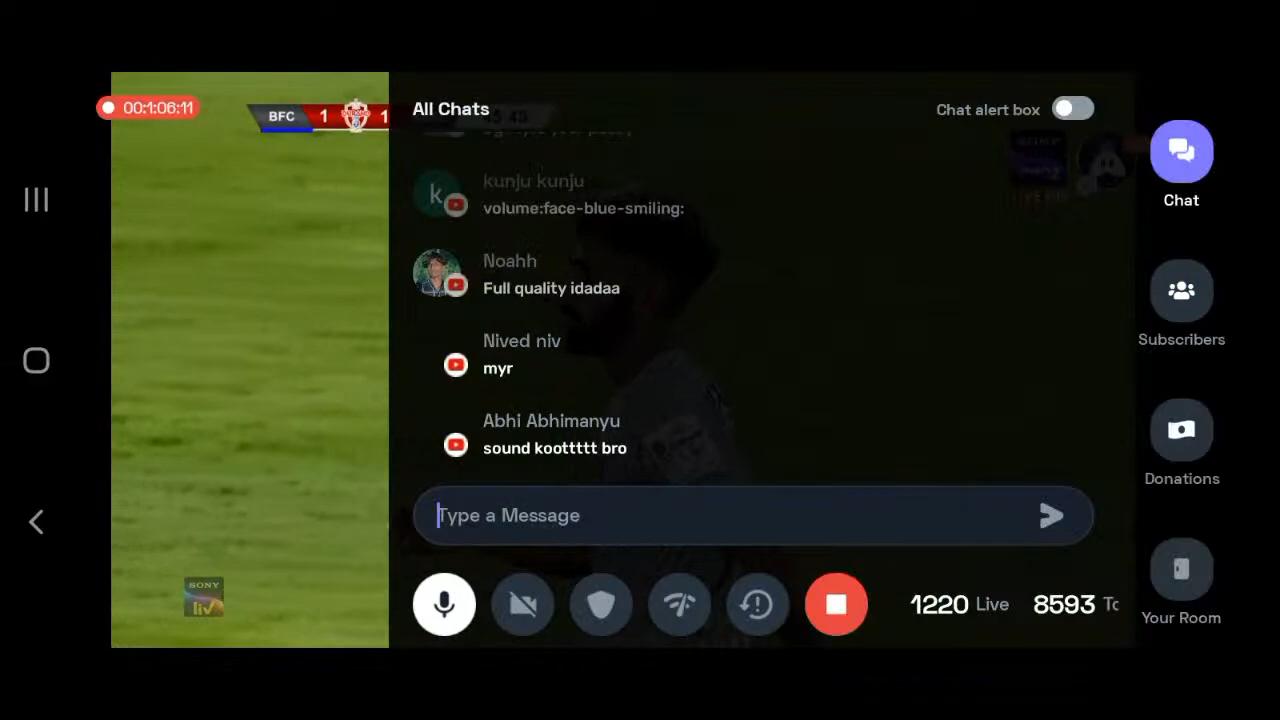 00:1:06:11
BFC 1 1
45 43
All Chats
Chat alert box
kunju kunju
volume:face-blue-smiling:
Noahh
Full quality idadaa
Nived niv
myr
Abhi Abhimanyu
sound koottttt bro
Type a Message
1220 Live 8593
Chat
Subscribers
Donations
Your Room
SONY
liv